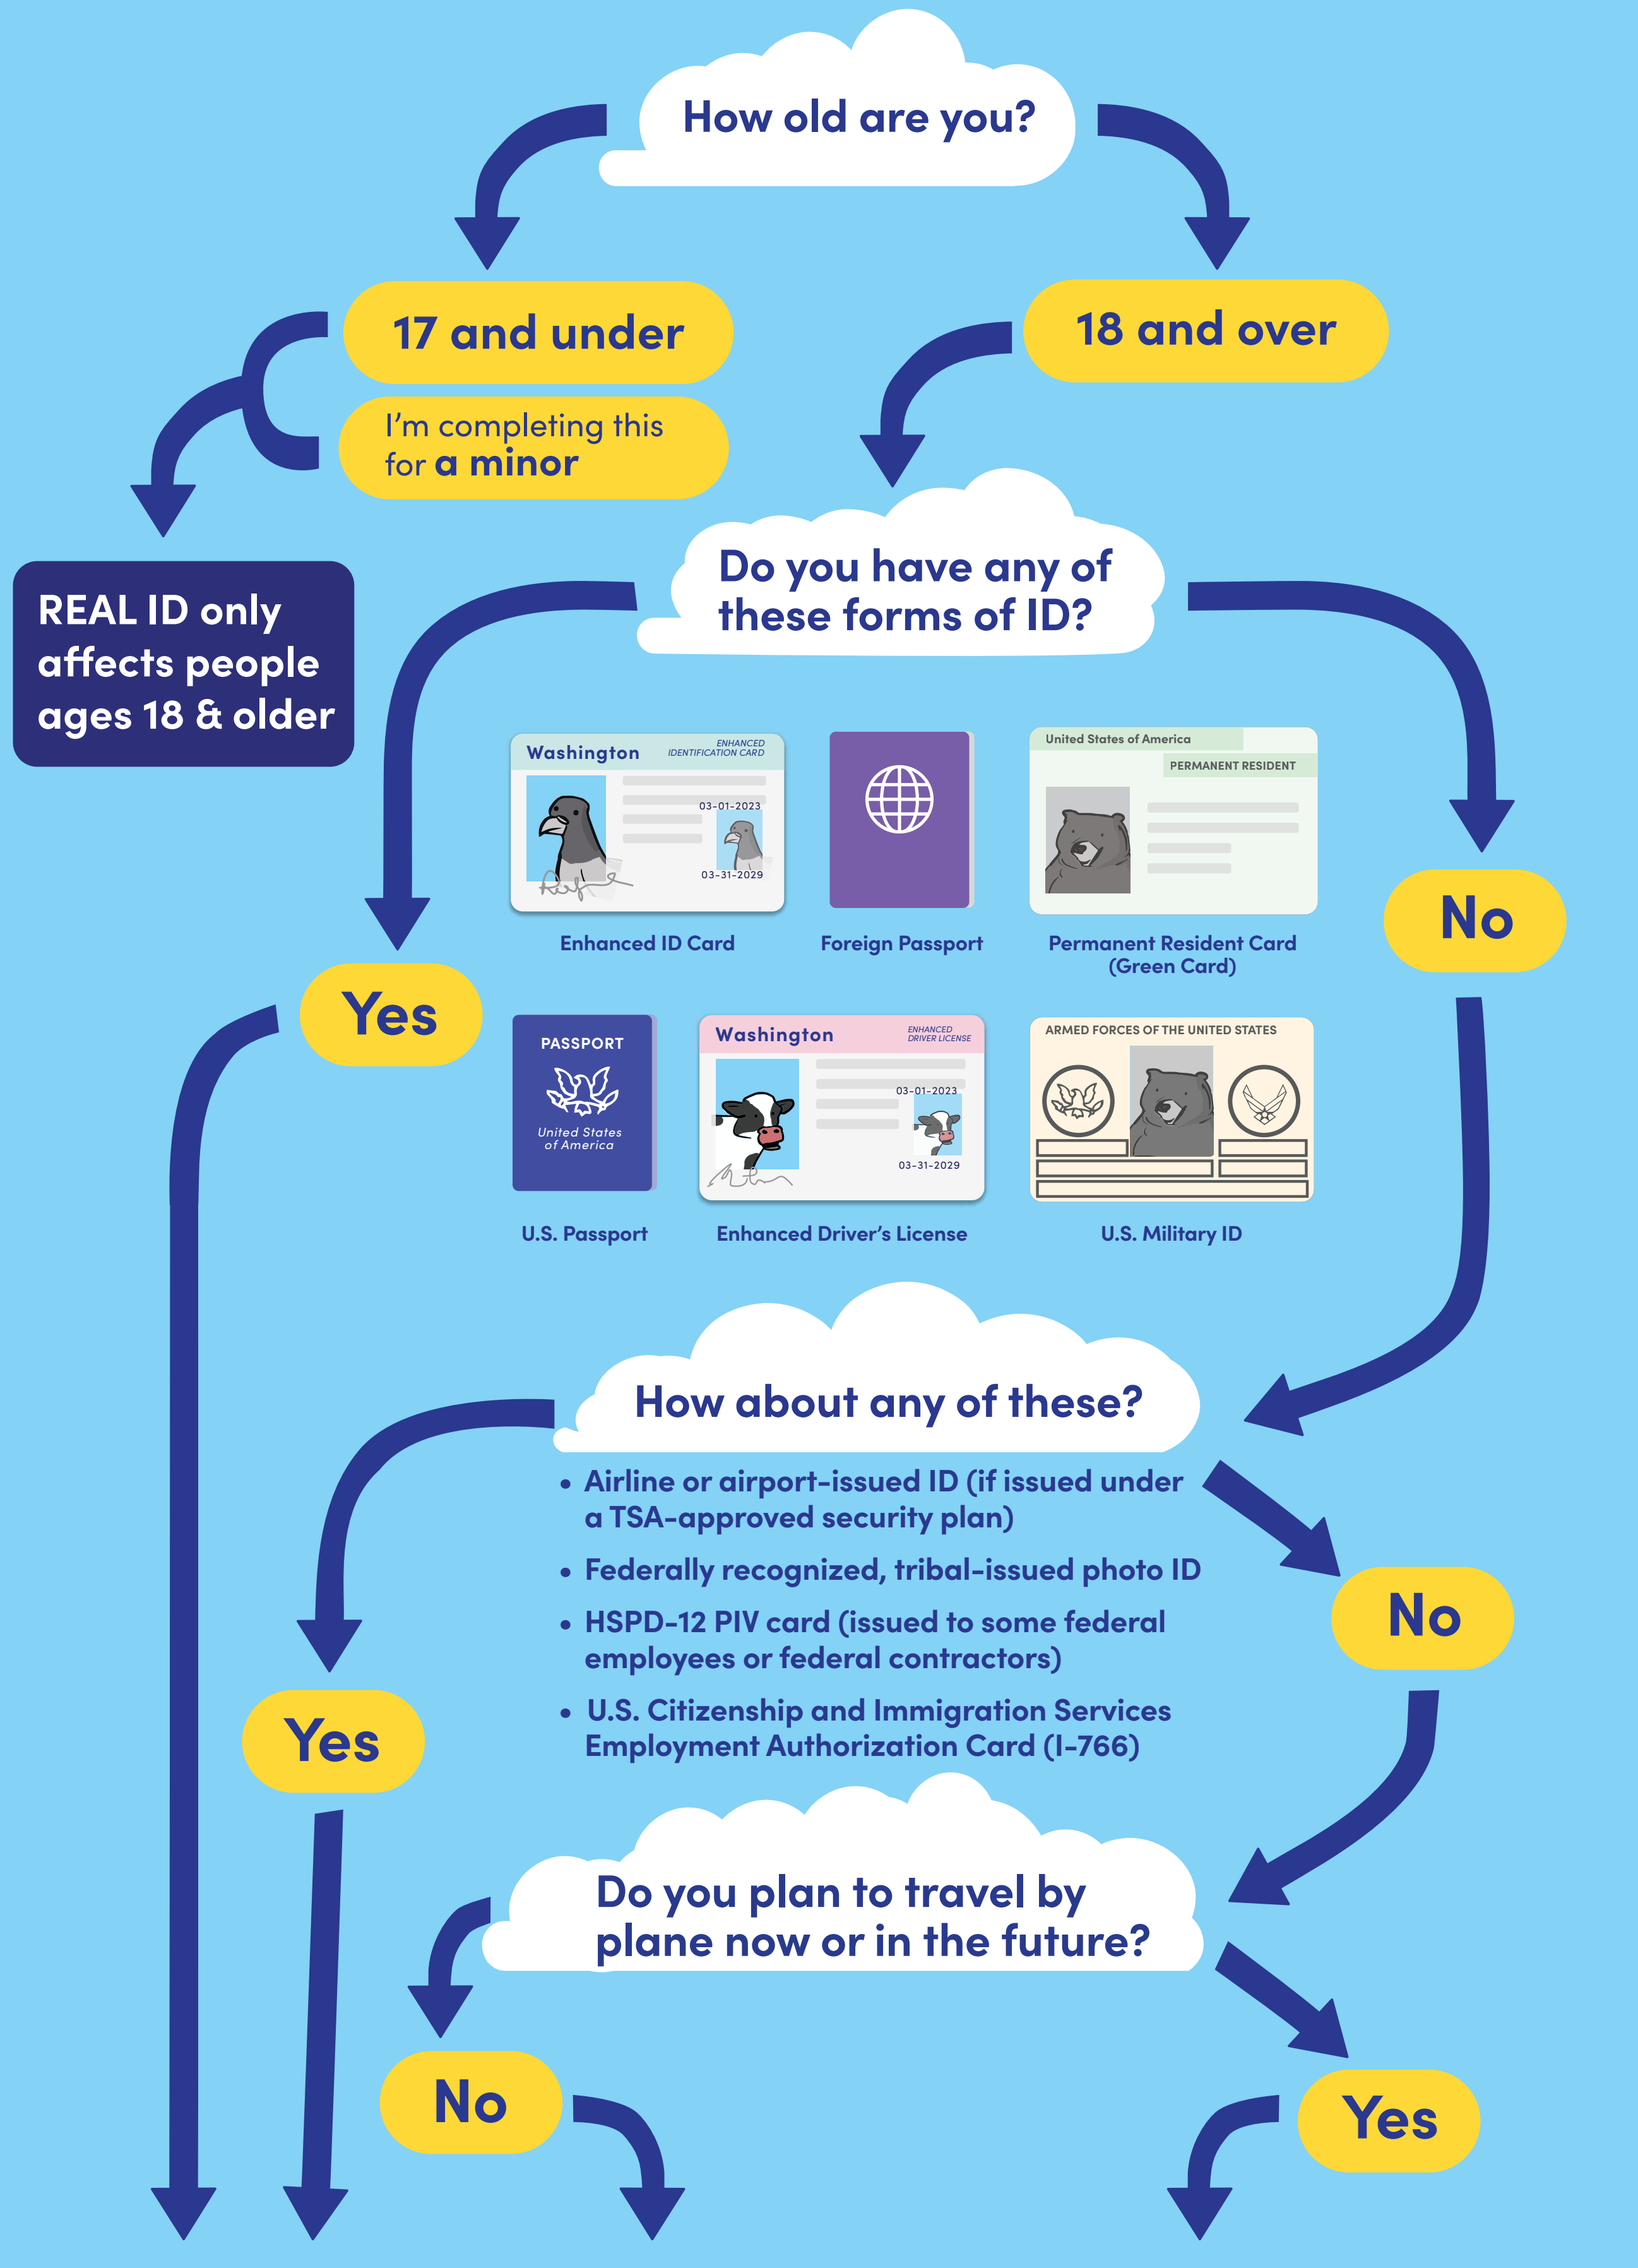 How old are you?
17 and under
18 and over
I'm completing this
for a minor
REAL ID only
affects people
ages 18 & older
Do you have any of
these forms of ID?
Washington
ENHANCED
IDENTIFICATION CARD
03-01-2023
03-31-2029
Enhanced ID Card
Foreign Passport
United States of America
PERMANENT RESIDENT
Permanent Resident Card
(Green Card)
No
Yes
PASSPORT
United States
of America
U.S. Passport
Washington
ENHANCED
DRIVER LICENSE
03-01-2023
03-31-2029
Enhanced Driver's License
ARMED FORCES OF THE UNITED STATES
U.S. Military ID
How about any of these?
• Airline or airport-issued ID (if issued under
a TSA-approved security plan)
• Federally recognized, tribal-issued photo ID
• HSPD-12 PIV card (issued to some federal
employees or federal contractors)
• U.S. Citizenship and Immigration Services
Employment Authorization Card (I-766)
No
Yes
Do you plan to travel by
plane now or in the future?
No
Yes